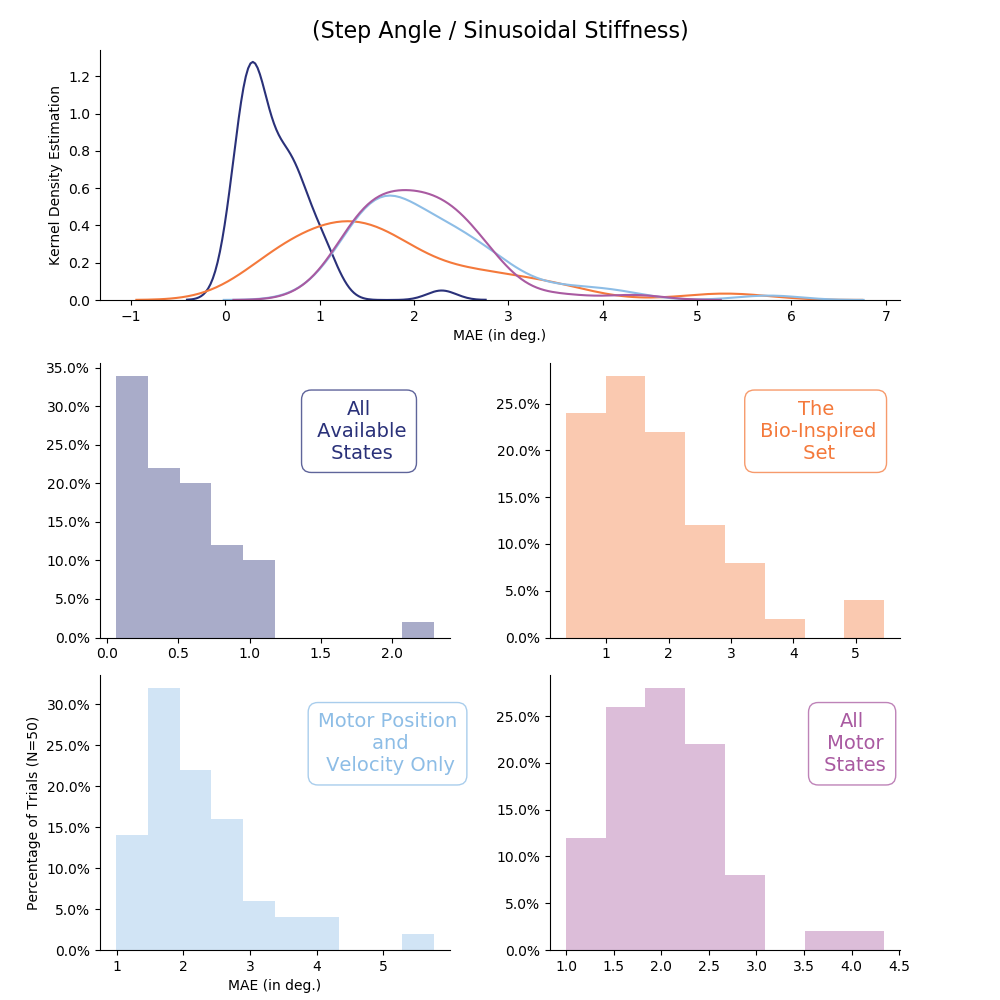 (Step Angle / Sinusoidal Stiffness)
Kernel Density Estimation
1.2
1.0
0.8
0.6
0.4
0.2
0.0
−1 0 1 2 3 4 5 6 7
MAE (in deg.)
35.0%
30.0%
25.0%
20.0%
15.0%
10.0%
5.0%
0.0%
0.0 0.5 1.0 1.5 2.0
All
Available
States
25.0%
20.0%
15.0%
10.0%
5.0%
0.0%
1 2 3 4 5
The
Bio-Inspired
Set
Percentage of Trials (N=50)
30.0%
25.0%
20.0%
15.0%
10.0%
5.0%
0.0%
1 2 3 4 5
MAE (in deg.)
Motor Position
and
Velocity Only
25.0%
20.0%
15.0%
10.0%
5.0%
0.0%
1.0 1.5 2.0 2.5 3.0 3.5 4.0 4.5
All
Motor
States